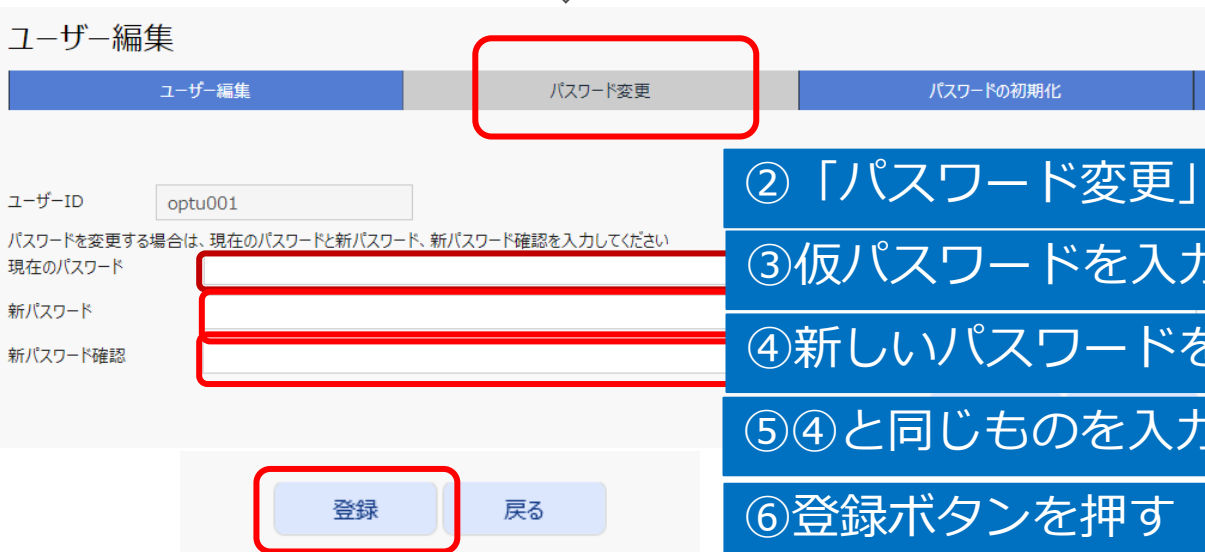 ユーザー編集
ユーザー編集 パスワード変更 パスワードの初期化
ユーザーID optu001
パスワードを変更する場合は、現在のパスワードと新パスワード、新パスワード確認を入力してください
現在のパスワード
新パスワード
新パスワード確認
②「パスワード変更」
③仮パスワードを入力
④新しいパスワードを
⑤④と同じものを入力
⑥登録ボタンを押す
登録 戻る